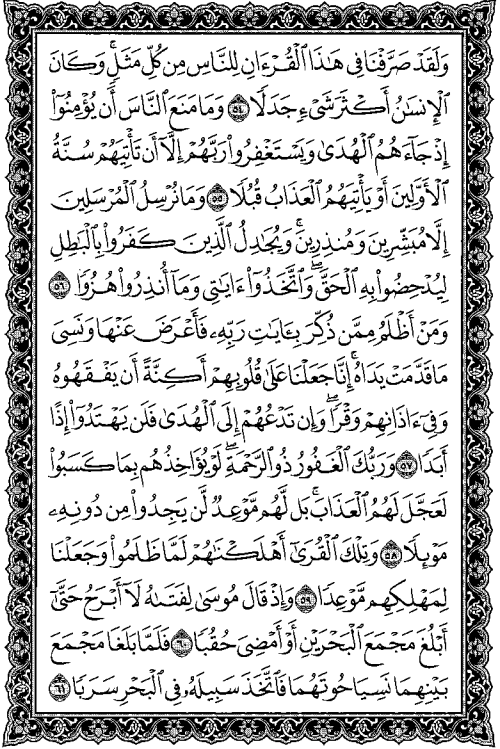 وَلَقَدْ صَرَّفْنَا فِى هَٰذَا ٱلْقُرْءَانِ لِلنَّاسِ مِن كُلِّ مَثَلٍۚ وَكَانَ
ٱلْإِنسَٰنُ أَكْثَرَ شَىْءٍ جَدَلًا ٥٤ وَمَا مَنَعَ ٱلنَّاسَ أَن يُؤْمِنُوٓا۟
إِذْ جَآءَهُمُ ٱلْهُدَىٰ وَيَسْتَغْفِرُوا۟ رَبَّهُمْ إِلَّآ أَن تَأْتِيَهُمْ سُنَّةُ
ٱلْأَوَّلِينَ أَوْ يَأْتِيَهُمُ ٱلْعَذَابُ قُبُلًا ٥٥ وَمَا نُرْسِلُ ٱلْمُرْسَلِينَ
إِلَّا مُبَشِّرِينَ وَمُنذِرِينَۚ وَيُجَٰدِلُ ٱلَّذِينَ كَفَرُوا۟ بِٱلْبَٰطِلِ
لِيُدْحِضُوا۟ بِهِ ٱلْحَقَّۖ وَٱتَّخَذُوٓا۟ ءَايَٰتِى وَمَآ أُنذِرُوا۟ هُزُوًا ٥٦
وَمَنْ أَظْلَمُ مِمَّن ذُكِّرَ بِـَٔايَٰتِ رَبِّهِۦ فَأَعْرَضَ عَنْهَا وَنَسِىَ
مَا قَدَّمَتْ يَدَاهُۚ إِنَّا جَعَلْنَا عَلَىٰ قُلُوبِهِمْ أَكِنَّةً أَن يَفْقَهُوهُ
وَفِىٓ ءَاذَانِهِمْ وَقْرًاۖ وَإِن تَدْعُهُمْ إِلَى ٱلْهُدَىٰ فَلَن يَهْتَدُوٓا۟ إِذًا
أَبَدًا ٥٧ وَرَبُّكَ ٱلْغَفُورُ ذُو ٱلرَّحْمَةِۖ لَوْ يُؤَاخِذُهُم بِمَا كَسَبُوا۟
لَعَجَّلَ لَهُمُ ٱلْعَذَابَۚ بَل لَّهُم مَّوْعِدٌ لَّن يَجِدُوا۟ مِن دُونِهِۦ
مَوْئِلًا ٥٨ وَتِلْكَ ٱلْقُرَىٰٓ أَهْلَكْنَٰهُمْ لَمَّا ظَلَمُوا۟ وَجَعَلْنَا
لِمَهْلِكِهِم مَّوْعِدًا ٥٩ وَإِذْ قَالَ مُوسَىٰ لِفَتَىٰهُ لَآ أَبْرَحُ حَتَّىٰٓ
أَبْلُغَ مَجْمَعَ ٱلْبَحْرَيْنِ أَوْ أَمْضِىَ حُقُبًا ٦٠ فَلَمَّا بَلَغَا مَجْمَعَ
بَيْنِهِمَا نَسِيَا حُوتَهُمَا فَٱتَّخَذَ سَبِيلَهُۥ فِى ٱلْبَحْرِ سَرَبًا ٦١